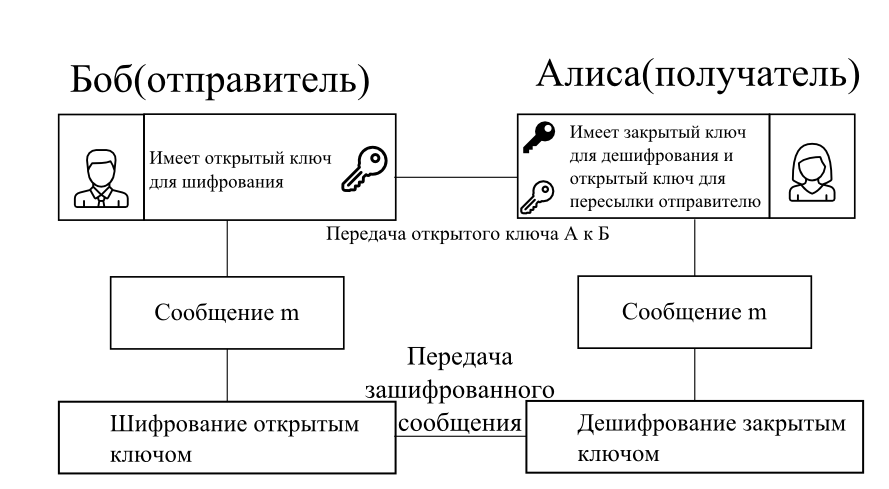 Боб(отправитель)
Алиса(получатель)
Имеет открытый ключ
для шифрования
Имеет закрытый ключ
для дешифрования и
открытый ключ для
пересылки отправителю
Передача открытого ключа А к Б
Сообщение m
Сообщение m
Передача
зашифрованного
сообщения
Шифрование открытым
ключом
Дешифрование закрытым
ключом